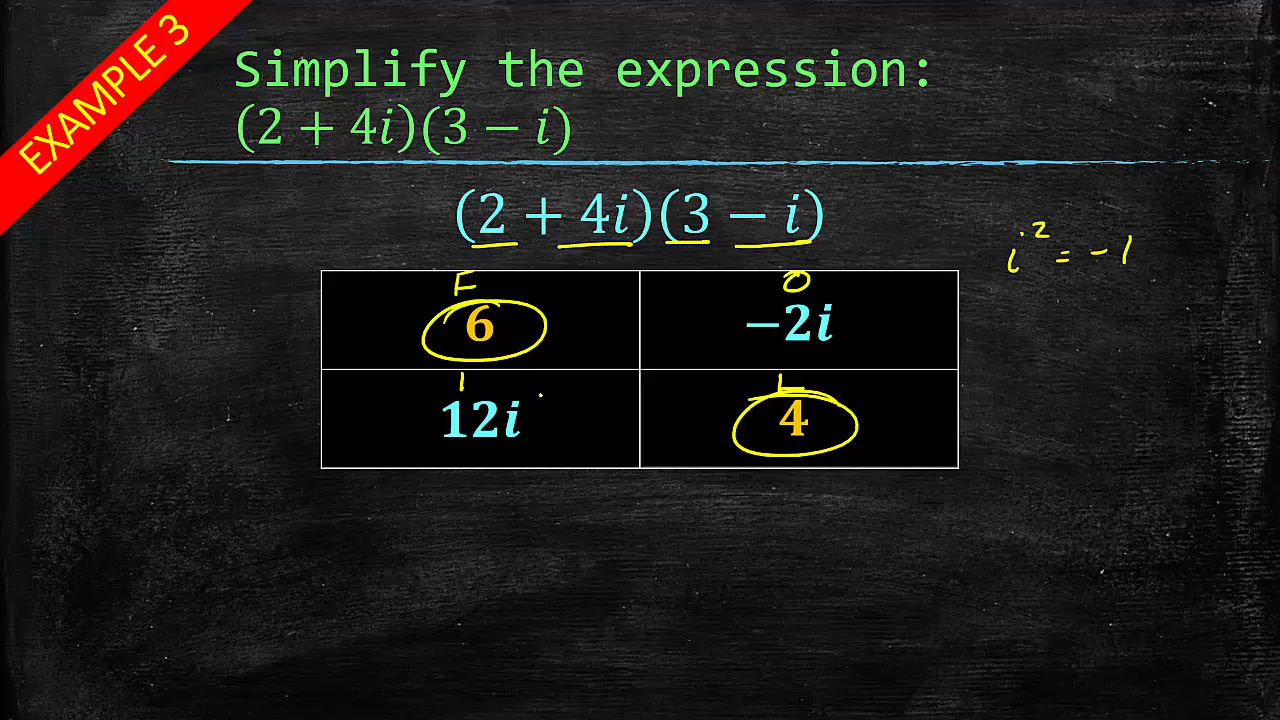 EXAMPLE 3
Simplify the expression:
(2 + 4i)(3 − i)
(2 + 4i)(3 − i)
i² = -1
F O
6 −2i
I L
12i 4